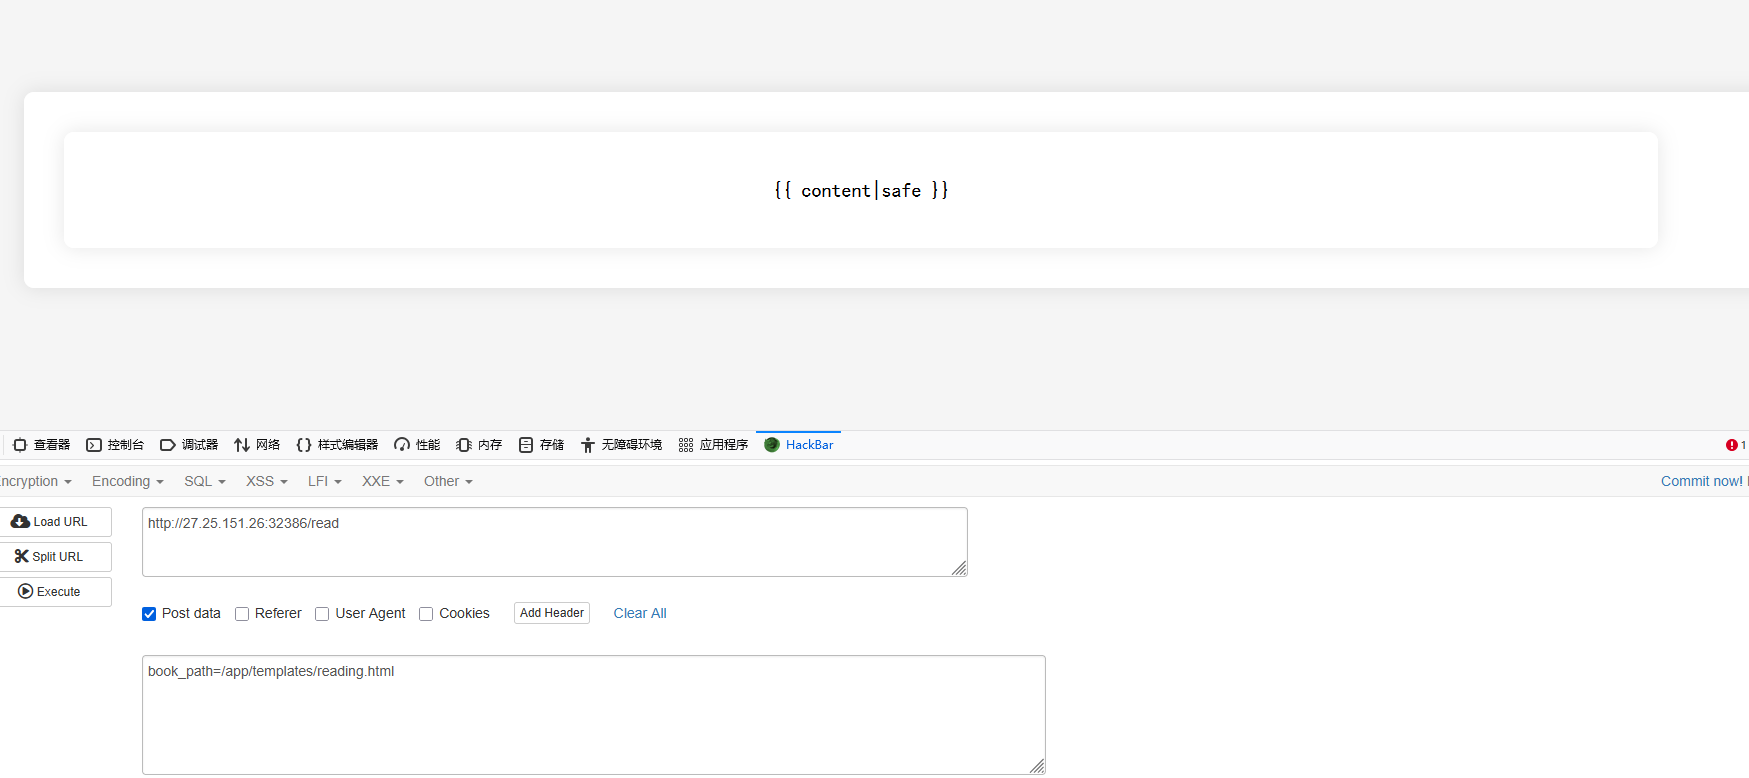 {{ content|safe }}
查看器 控制台 调试器 网络 样式编辑器 性能 内存 存储 无障碍环境 应用程序 HackBar 1
ncryption Encoding SQL XSS LFI XXE Other Commit now!
Load URL http://27.25.151.26:32386/read
Split URL
Execute
Post data Referer User Agent Cookies Add Header Clear All
book_path=/app/templates/reading.html